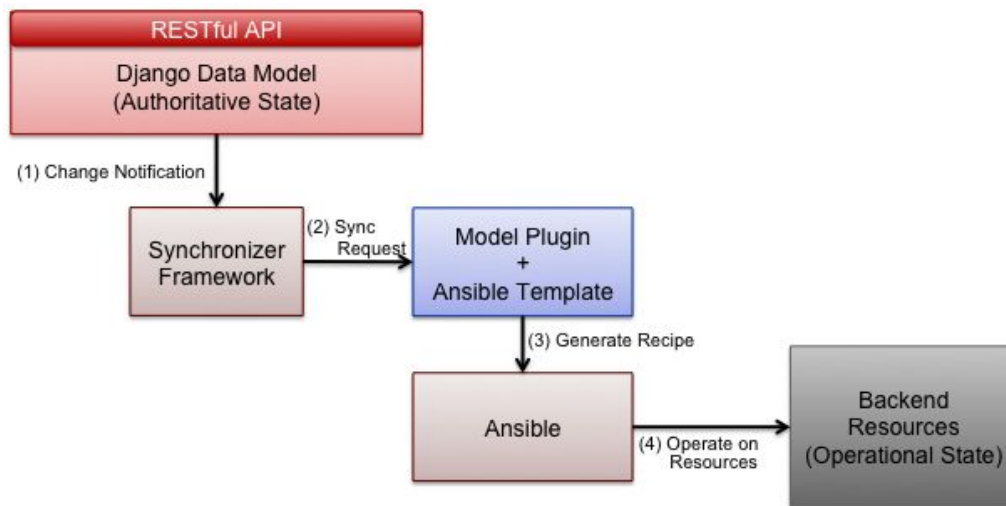 RESTful API
Django Data Model
(Authoritative State)
(1) Change Notification
Synchronizer
Framework
(2) Sync
Request
Model Plugin
+
Ansible Template
(3) Generate Recipe
Ansible
(4) Operate on
Resources
Backend
Resources
(Operational State)